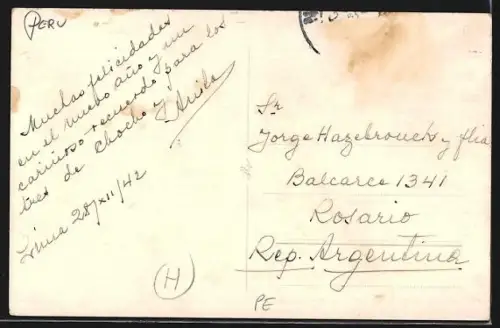 PERU
Muchas felicidades
en el nuevo año y un
cariñoso recuerdo para los
tres de Chocho y
Lima 28/XII/42
Sr
Jorge Hazebrouck y flia
Balcarce 1341
Rosario
Rep. Argentina
H
PE